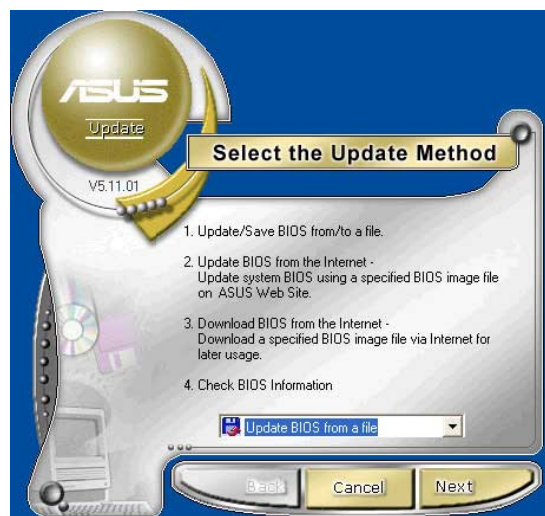 ASUS
Update
V5.11.01
Select the Update Method
1. Update/Save BIOS from/to a file.
2. Update BIOS from the Internet -
Update system BIOS using a specified BIOS image file
on ASUS Web Site.
3. Download BIOS from the Internet -
Download a specified BIOS image file via Internet for
later usage.
4. Check BIOS Information
Update BIOS from a file
Back
Cancel
Next